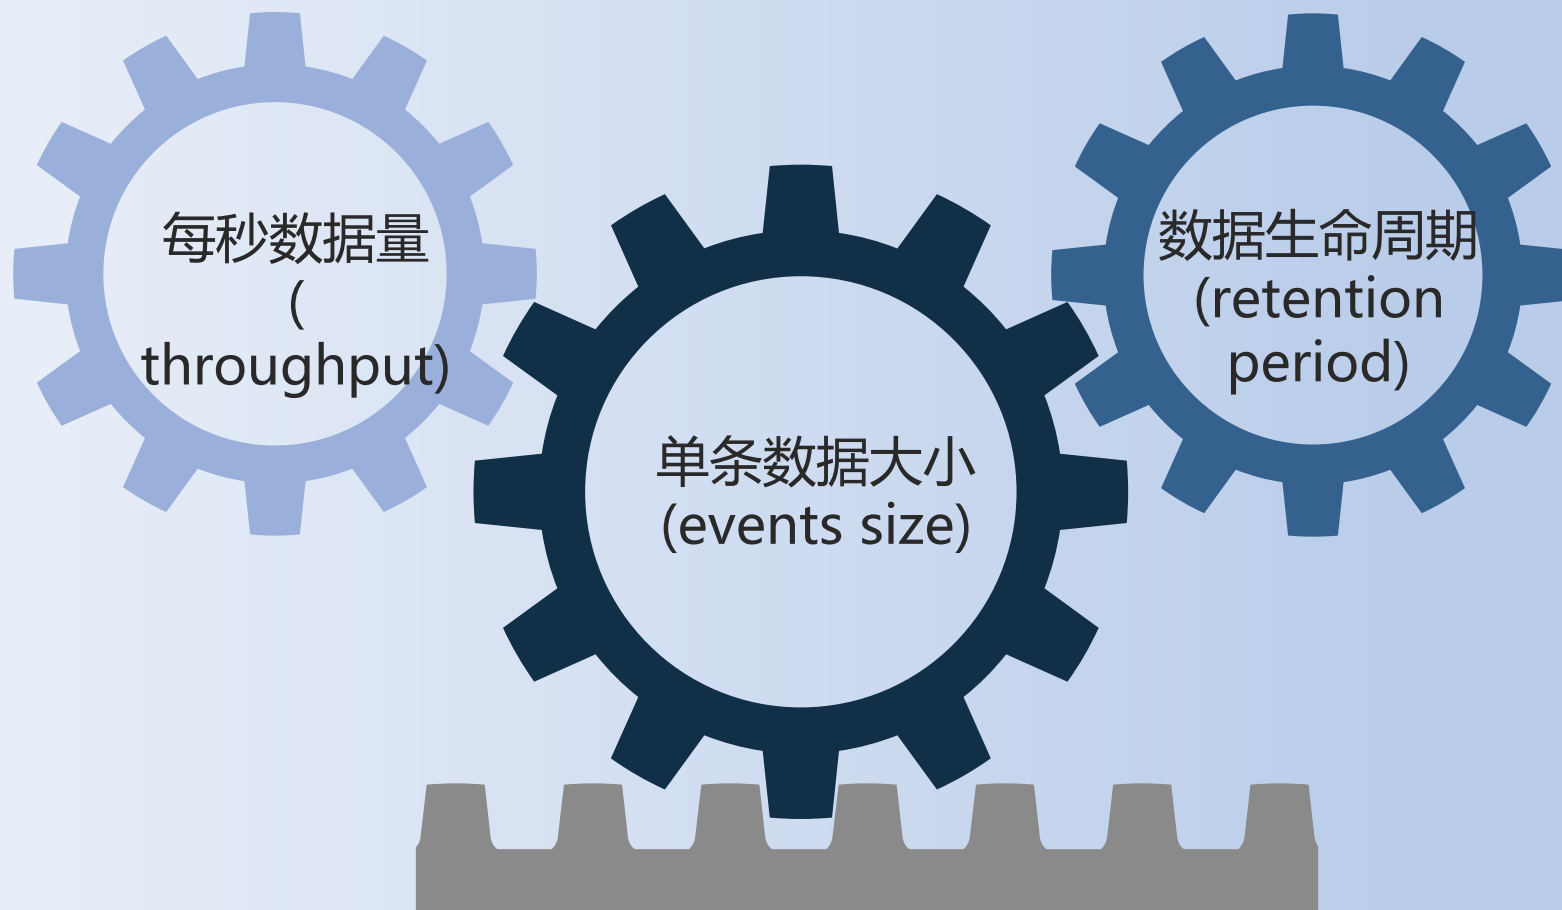 每秒数据量
(
throughput)
单条数据大小
(events size)
数据生命周期
(retention
period)